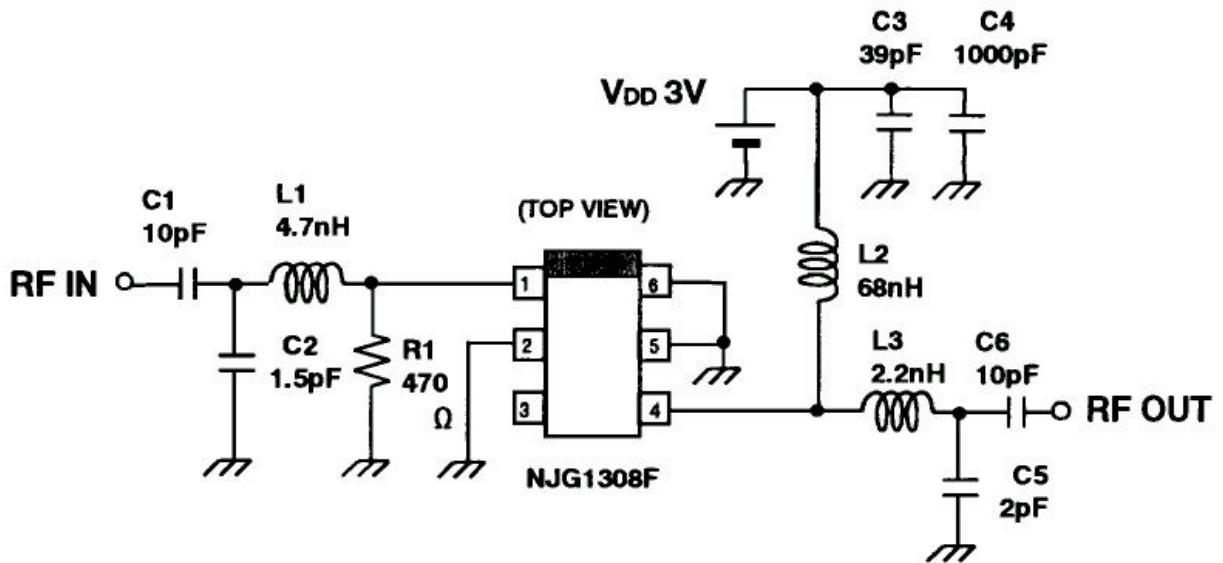 C3
39pF
C4
1000pF
VDD 3V
C1
10pF
L1
4.7nH
(TOP VIEW)
L2
68nH
RF IN
1
6
C2
1.5pF
R1
470
Ω
2
5
L3
2.2nH
C6
10pF
3
4
RF OUT
NJG1308F
C5
2pF